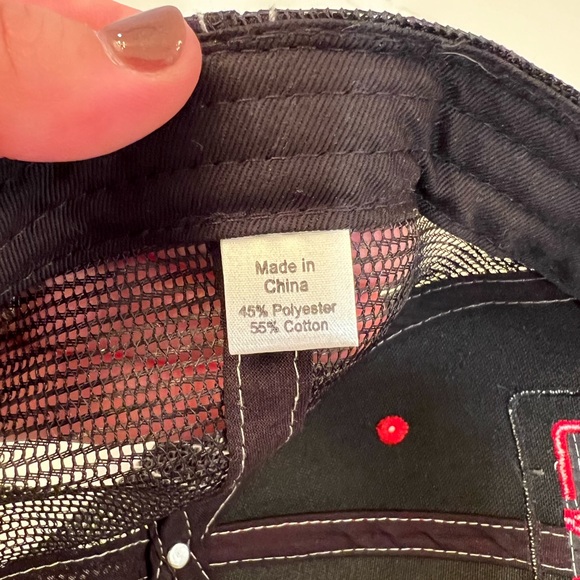 Made in
China
45% Polyester
55% Cotton